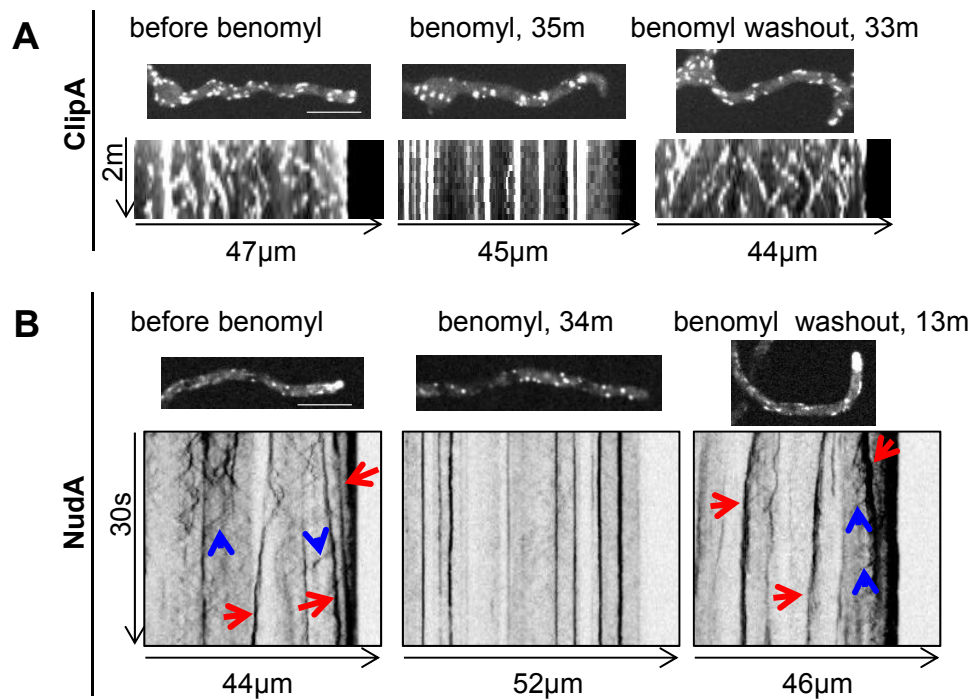 A
before benomyl
benomyl, 35m
benomyl washout, 33m
ClipA
2m
47µm
45µm
44µm
B
before benomyl
benomyl, 34m
benomyl washout, 13m
NudA
30s
44µm
52µm
46µm